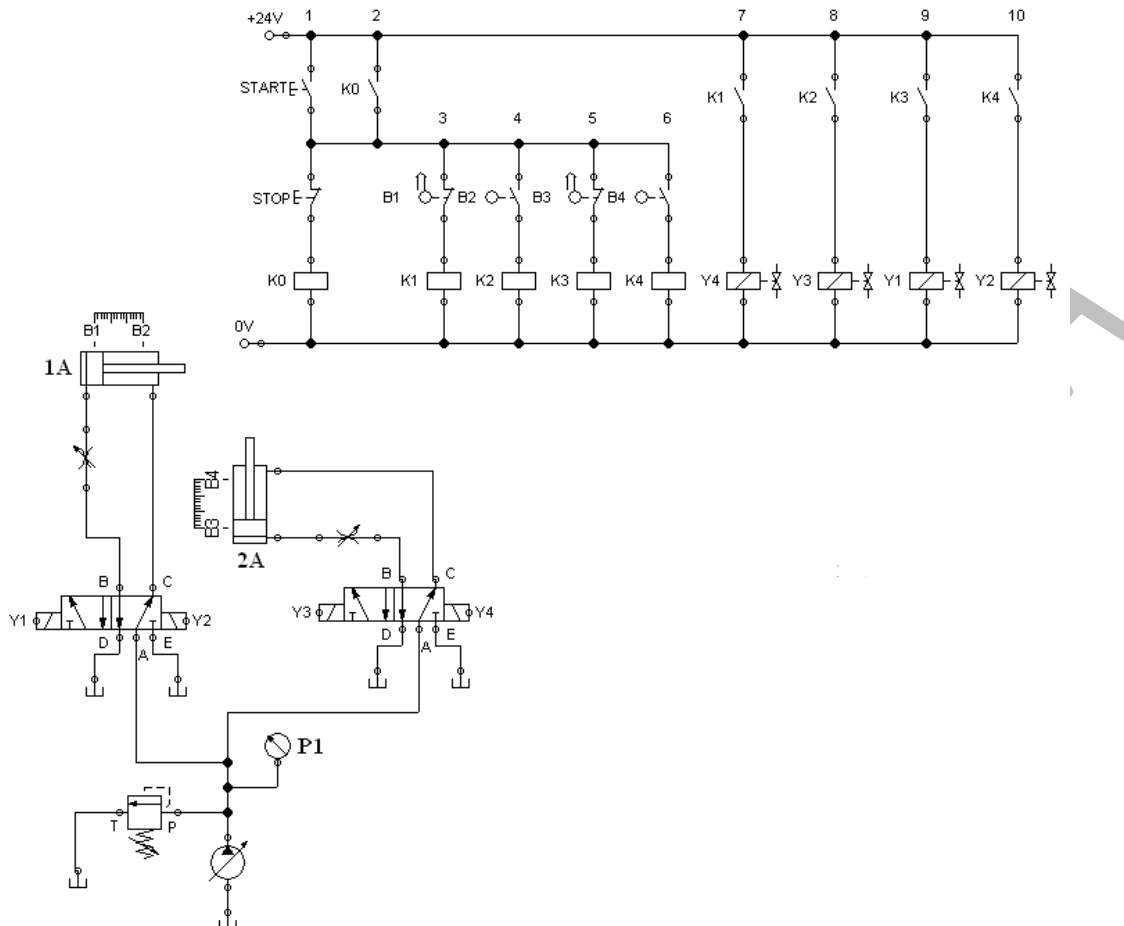 1 2 7 8 9 10
+24V
START K0 K1 K2 K3 K4
3 4 5 6
STOP B1 B2 B3 B4
K0 K1 K2 K3 K4 Y4 Y3 Y1 Y2
0V
B1 B2
1A
B4
B3
2A
B C
B C
Y1 Y2
Y3 Y4
D A E
D A E
P1
T P